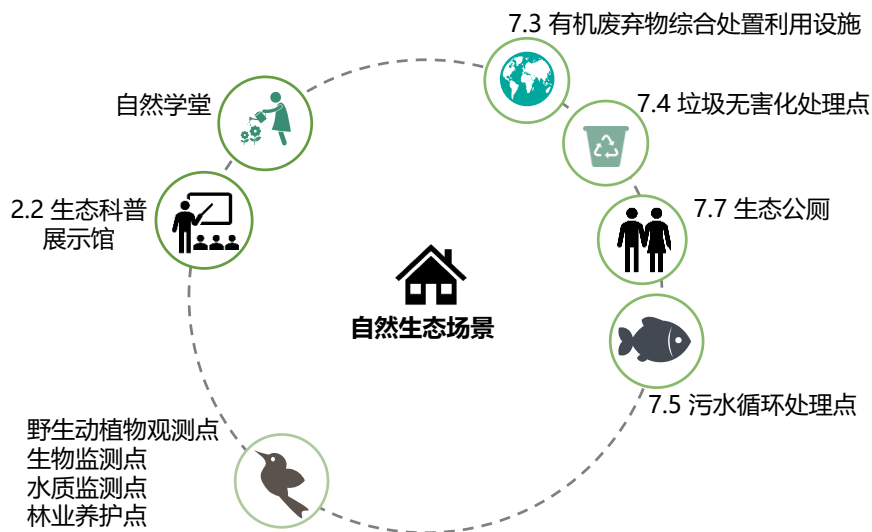 7.3 有机废弃物综合处置利用设施
自然学堂
7.4 垃圾无害化处理点
2.2 生态科普
展示馆
7.7 生态公厕
自然生态场景
7.5 污水循环处理点
野生动植物观测点
生物监测点
水质监测点
林业养护点